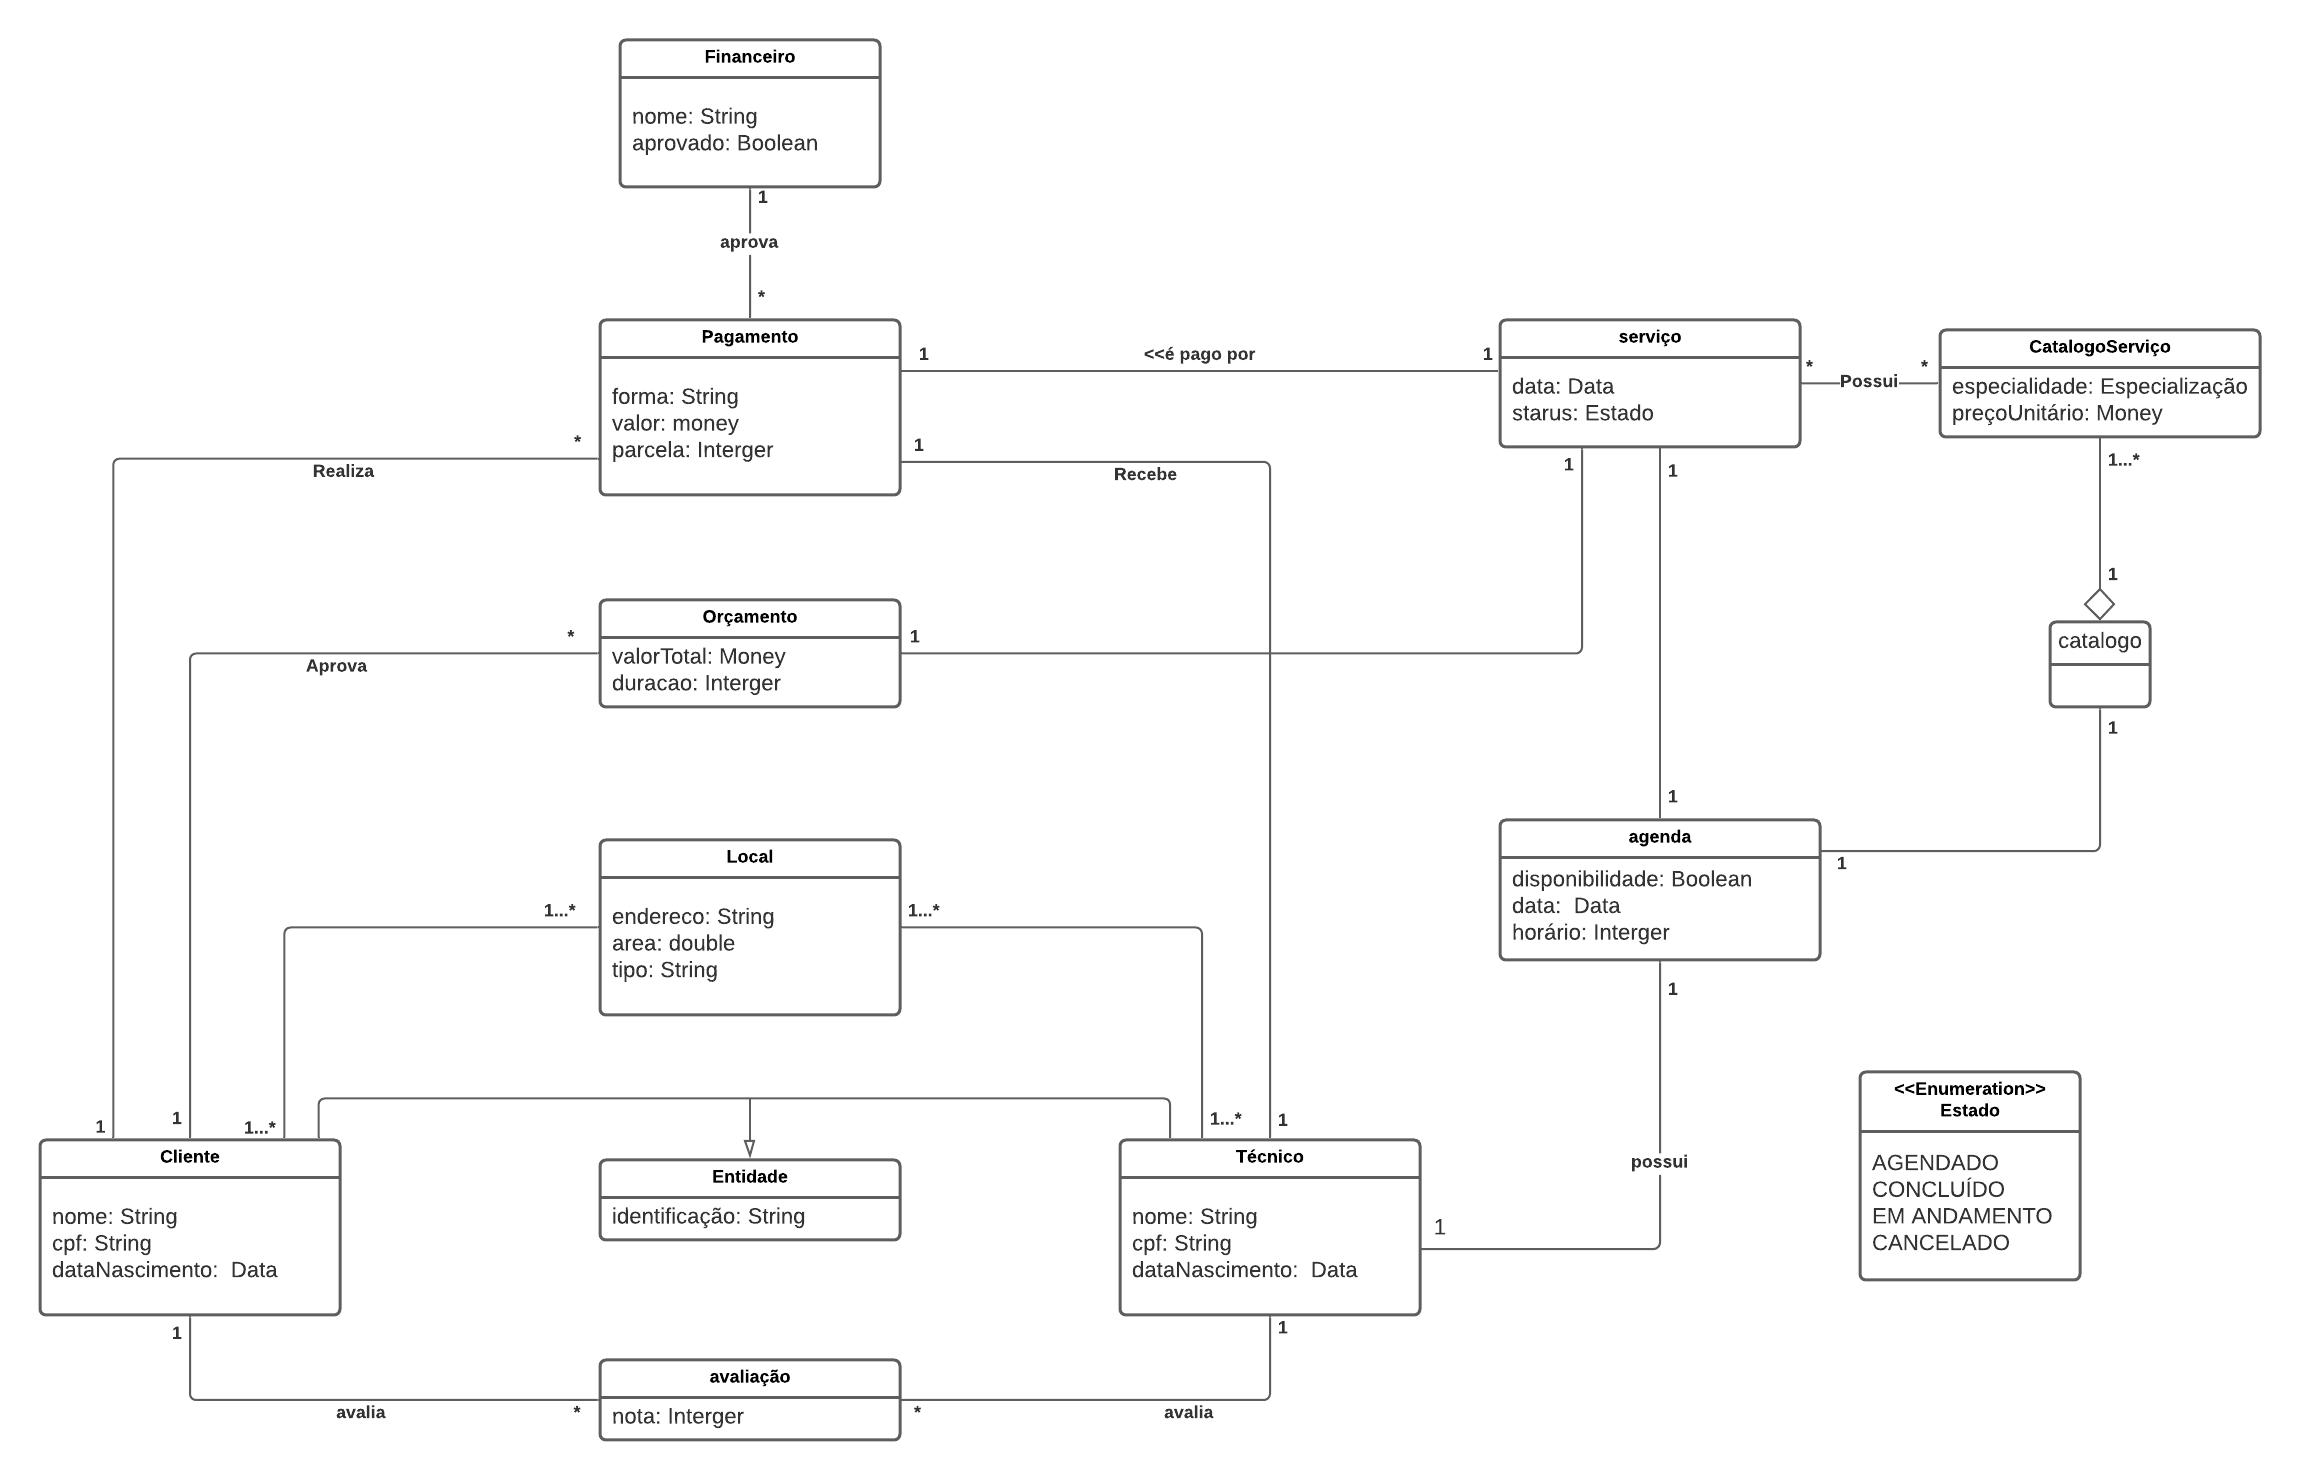 Financeiro
nome: String
aprovado: Boolean
1
aprova
*
Pagamento
forma: String
valor: money
parcela: Interger
1
<<é pago por
1
serviço
data: Data
starus: Estado
*
Possui
*
CatalogoServiço
especialidade: Especialização
preçoUnitário: Money
*
Realiza
1
Recebe
1
1
1...*
1
catalogo
1
Orçamento
valorTotal: Money
duracao: Interger
*
Aprova
1
1
agenda
disponibilidade: Boolean
data:  Data
horário: Interger
1
1
Local
endereco: String
area: double
tipo: String
1...*
1...*
1
1
1...*
1...*
1
Cliente
nome: String
cpf: String
dataNascimento:  Data
Entidade
identificação: String
Técnico
nome: String
cpf: String
dataNascimento:  Data
possui
1
<<Enumeration>>
Estado
AGENDADO
CONCLUÍDO
EM ANDAMENTO
CANCELADO
1
avalia
*
avaliação
nota: Interger
*
avalia
1